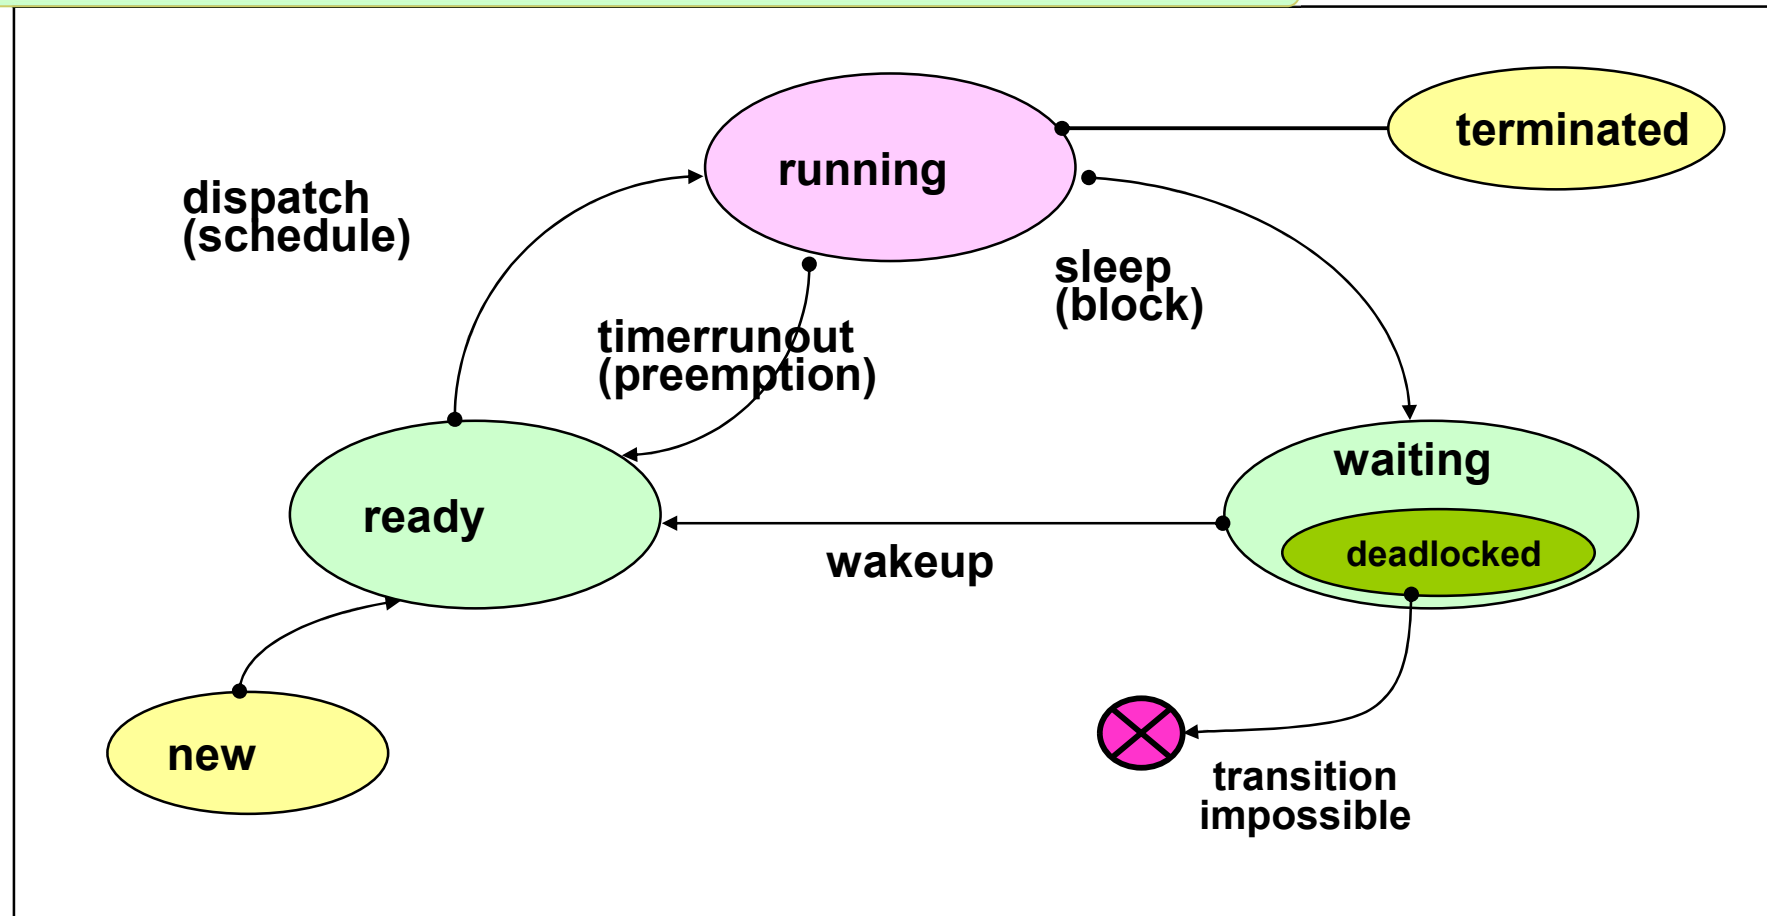 running
terminated
dispatch
(schedule)
sleep
(block)
timerrunout
(preemption)
waiting
ready
deadlocked
wakeup
new
transition
impossible